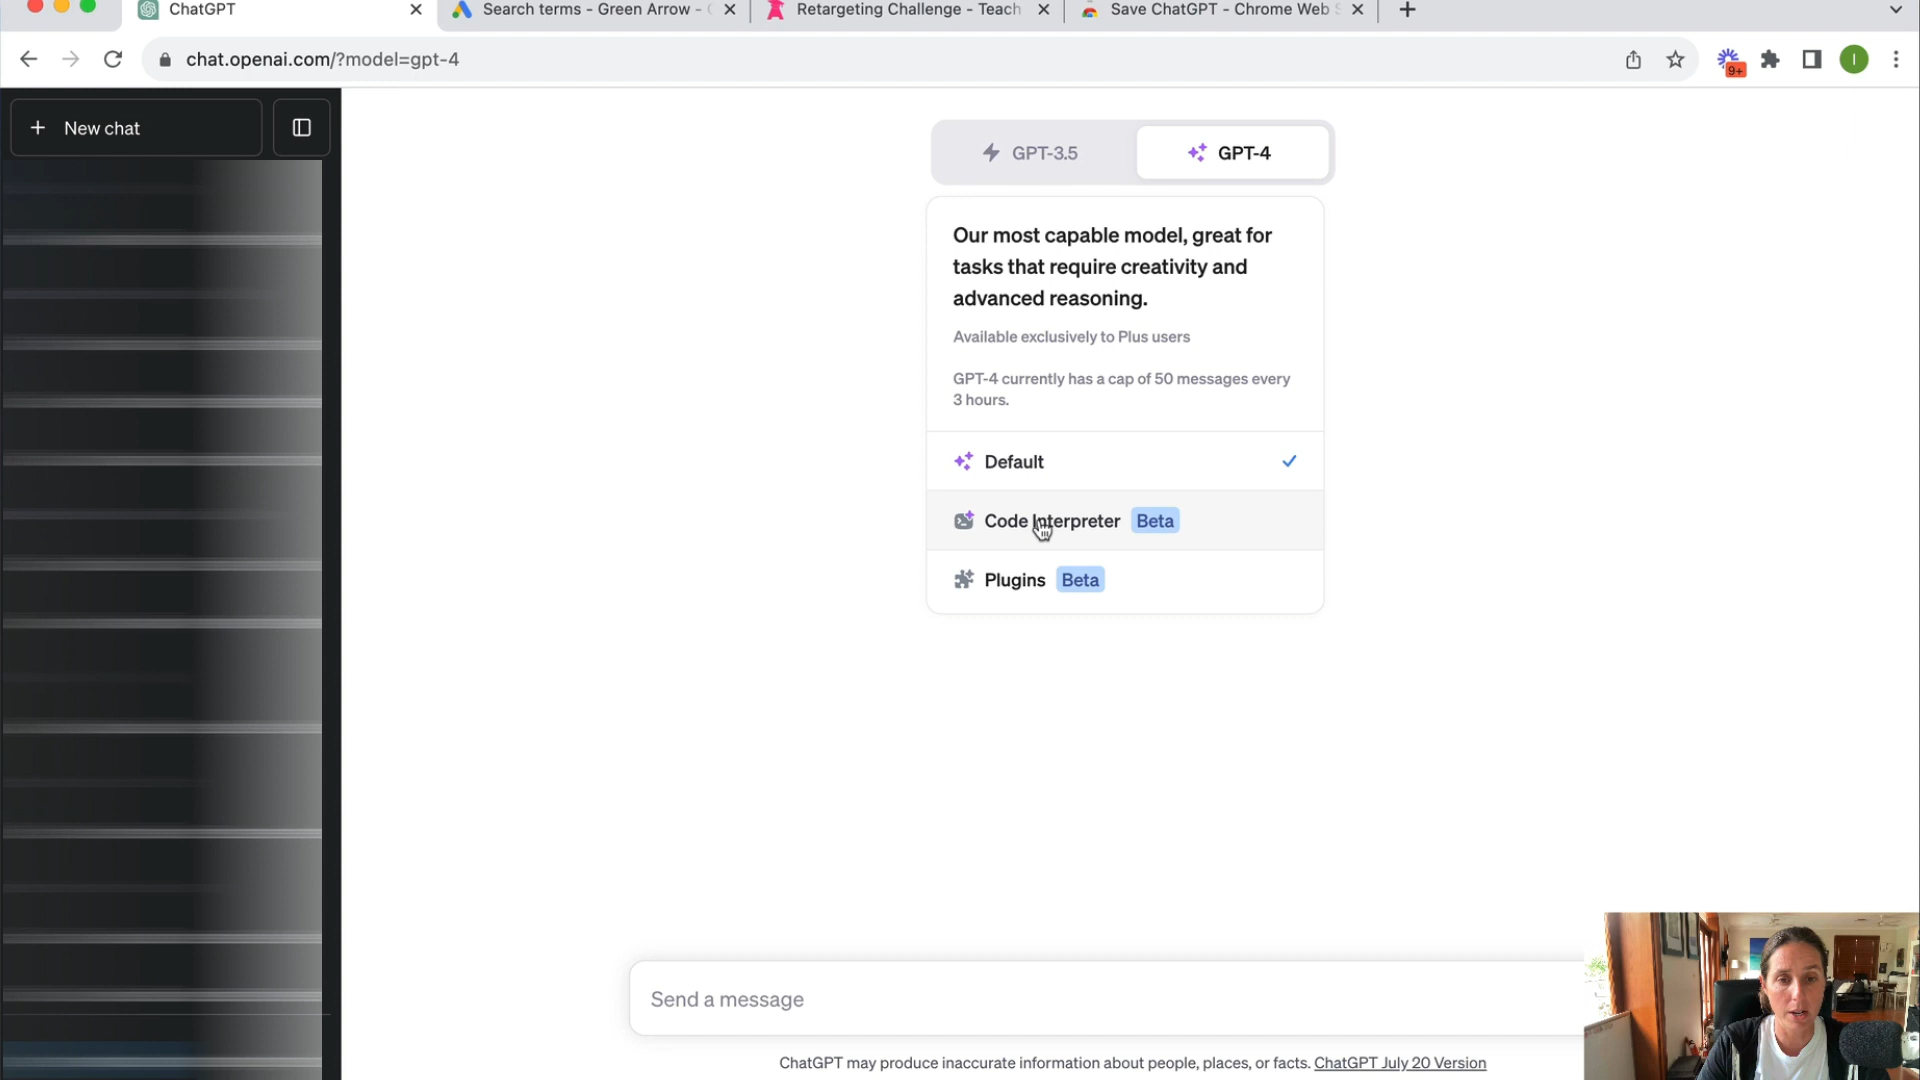 ChatGPT
Search terms - Green Arrow -
Retargeting Challenge - Teach
Save ChatGPT - Chrome Web
chat.openai.com/?model=gpt-4
9+
I
New chat
GPT-3.5
GPT-4
Our most capable model, great for
tasks that require creativity and
advanced reasoning.
Available exclusively to Plus users
GPT-4 currently has a cap of 50 messages every
3 hours.
Default
Code Interpreter Beta
Plugins Beta
Send a message
ChatGPT may produce inaccurate information about people, places, or facts. ChatGPT July 20 Version